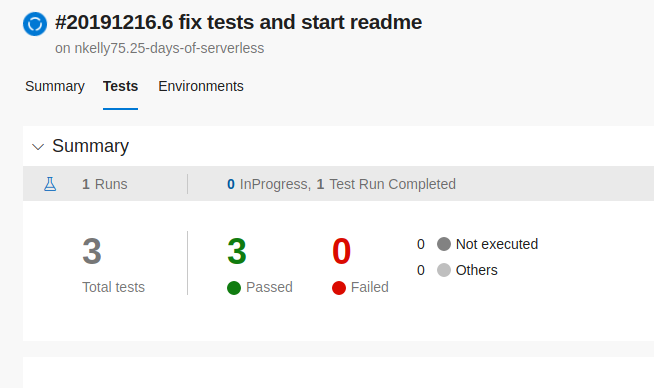 #20191216.6 fix tests and start readme
on nkelly75.25-days-of-serverless
Summary Tests Environments
Summary
1 Runs 0 InProgress, 1 Test Run Completed
3 3 0 0 Not executed
0 Others
Total tests Passed Failed